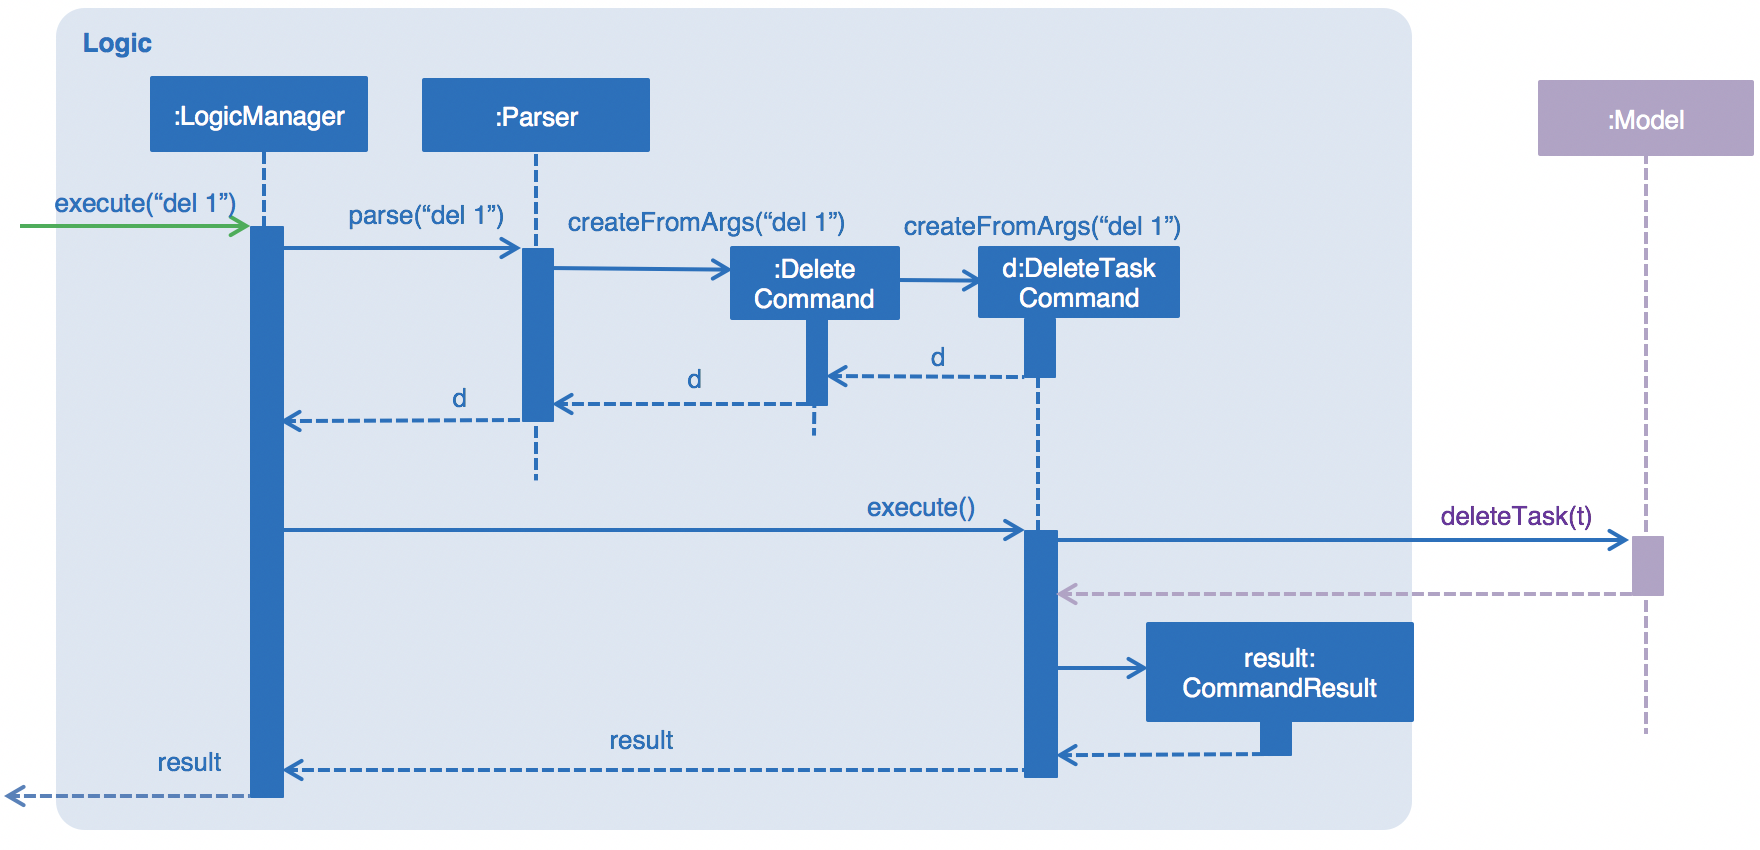 Logic
:LogicManager
:Parser
:Model
execute(“del 1”)
parse(“del 1”)
createFromArgs(“del 1”)
createFromArgs(“del 1”)
:Delete
Command
d:DeleteTask
Command
d
d
d
execute()
deleteTask(t)
result:
CommandResult
result
result